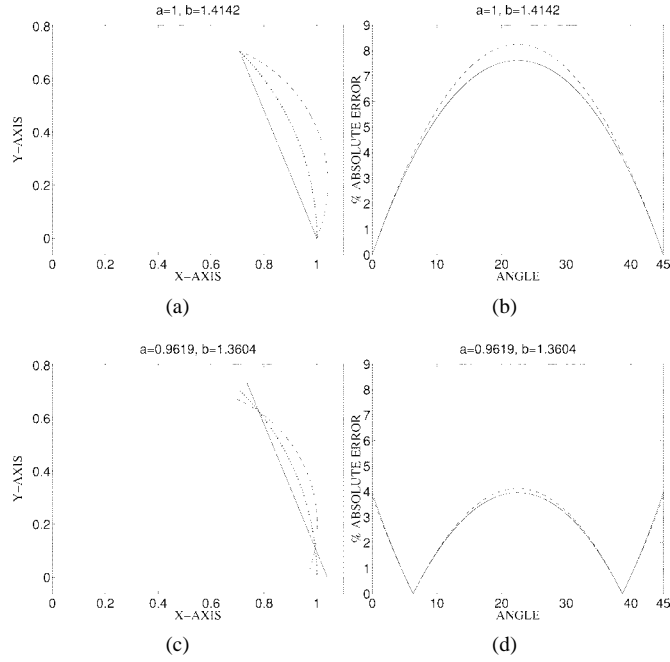 a=1, b=1.4142
0.8
0.6
0.4
0.2
0
Y-AXIS
0 0.2 0.4 0.6 0.8 1
X-AXIS
(a)
a=1, b=1.4142
9
8
7
6
5
4
3
2
1
0
% ABSOLUTE ERROR
0 10 20 30 45
ANGLE
(b)
a=0.9619, b=1.3604
0.8
0.6
0.4
0.2
0
Y-AXIS
0 0.2 0.4 0.6 0.8 1
X-AXIS
(c)
a=0.9619, b=1.3604
9
8
7
6
5
4
3
2
1
0
% ABSOLUTE ERROR
0 10 20 30 45
ANGLE
(d)